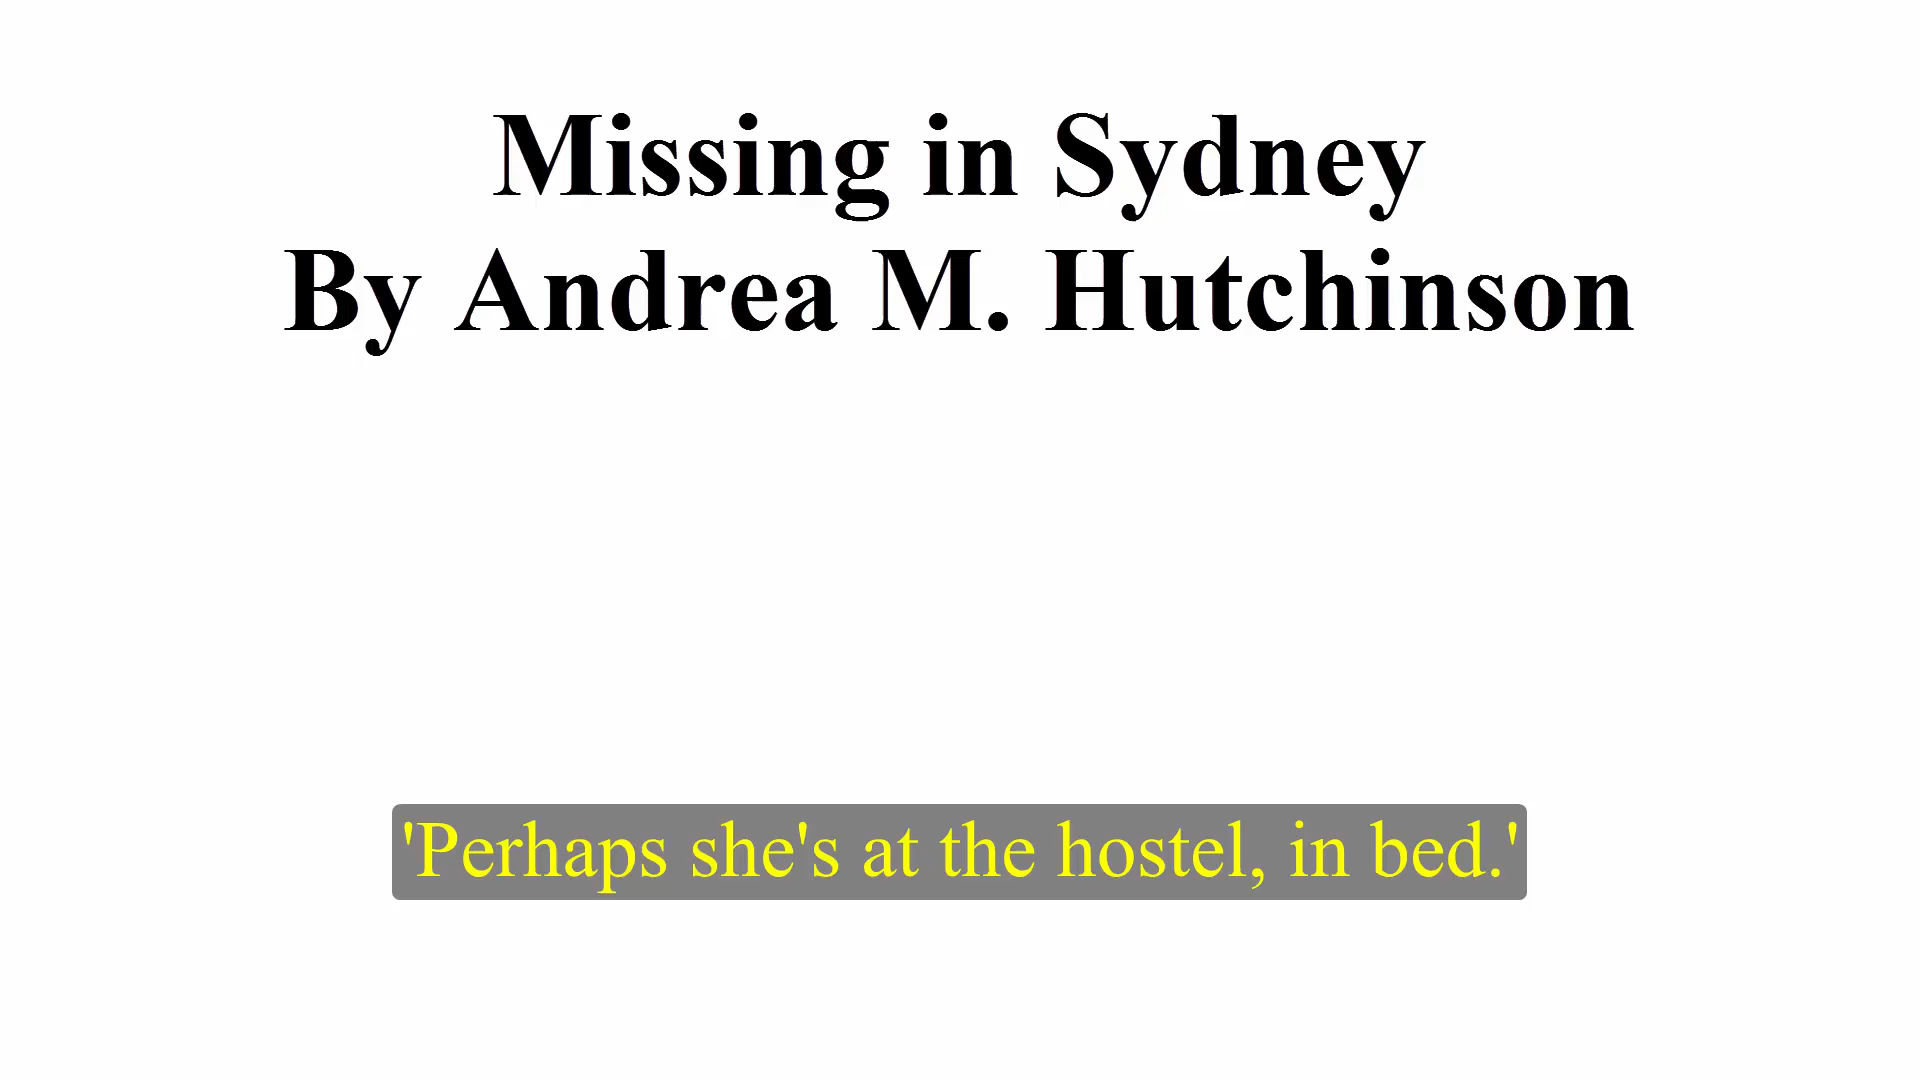 Missing in Sydney
By Andrea M. Hutchinson
'Perhaps she's at the hostel, in bed.'